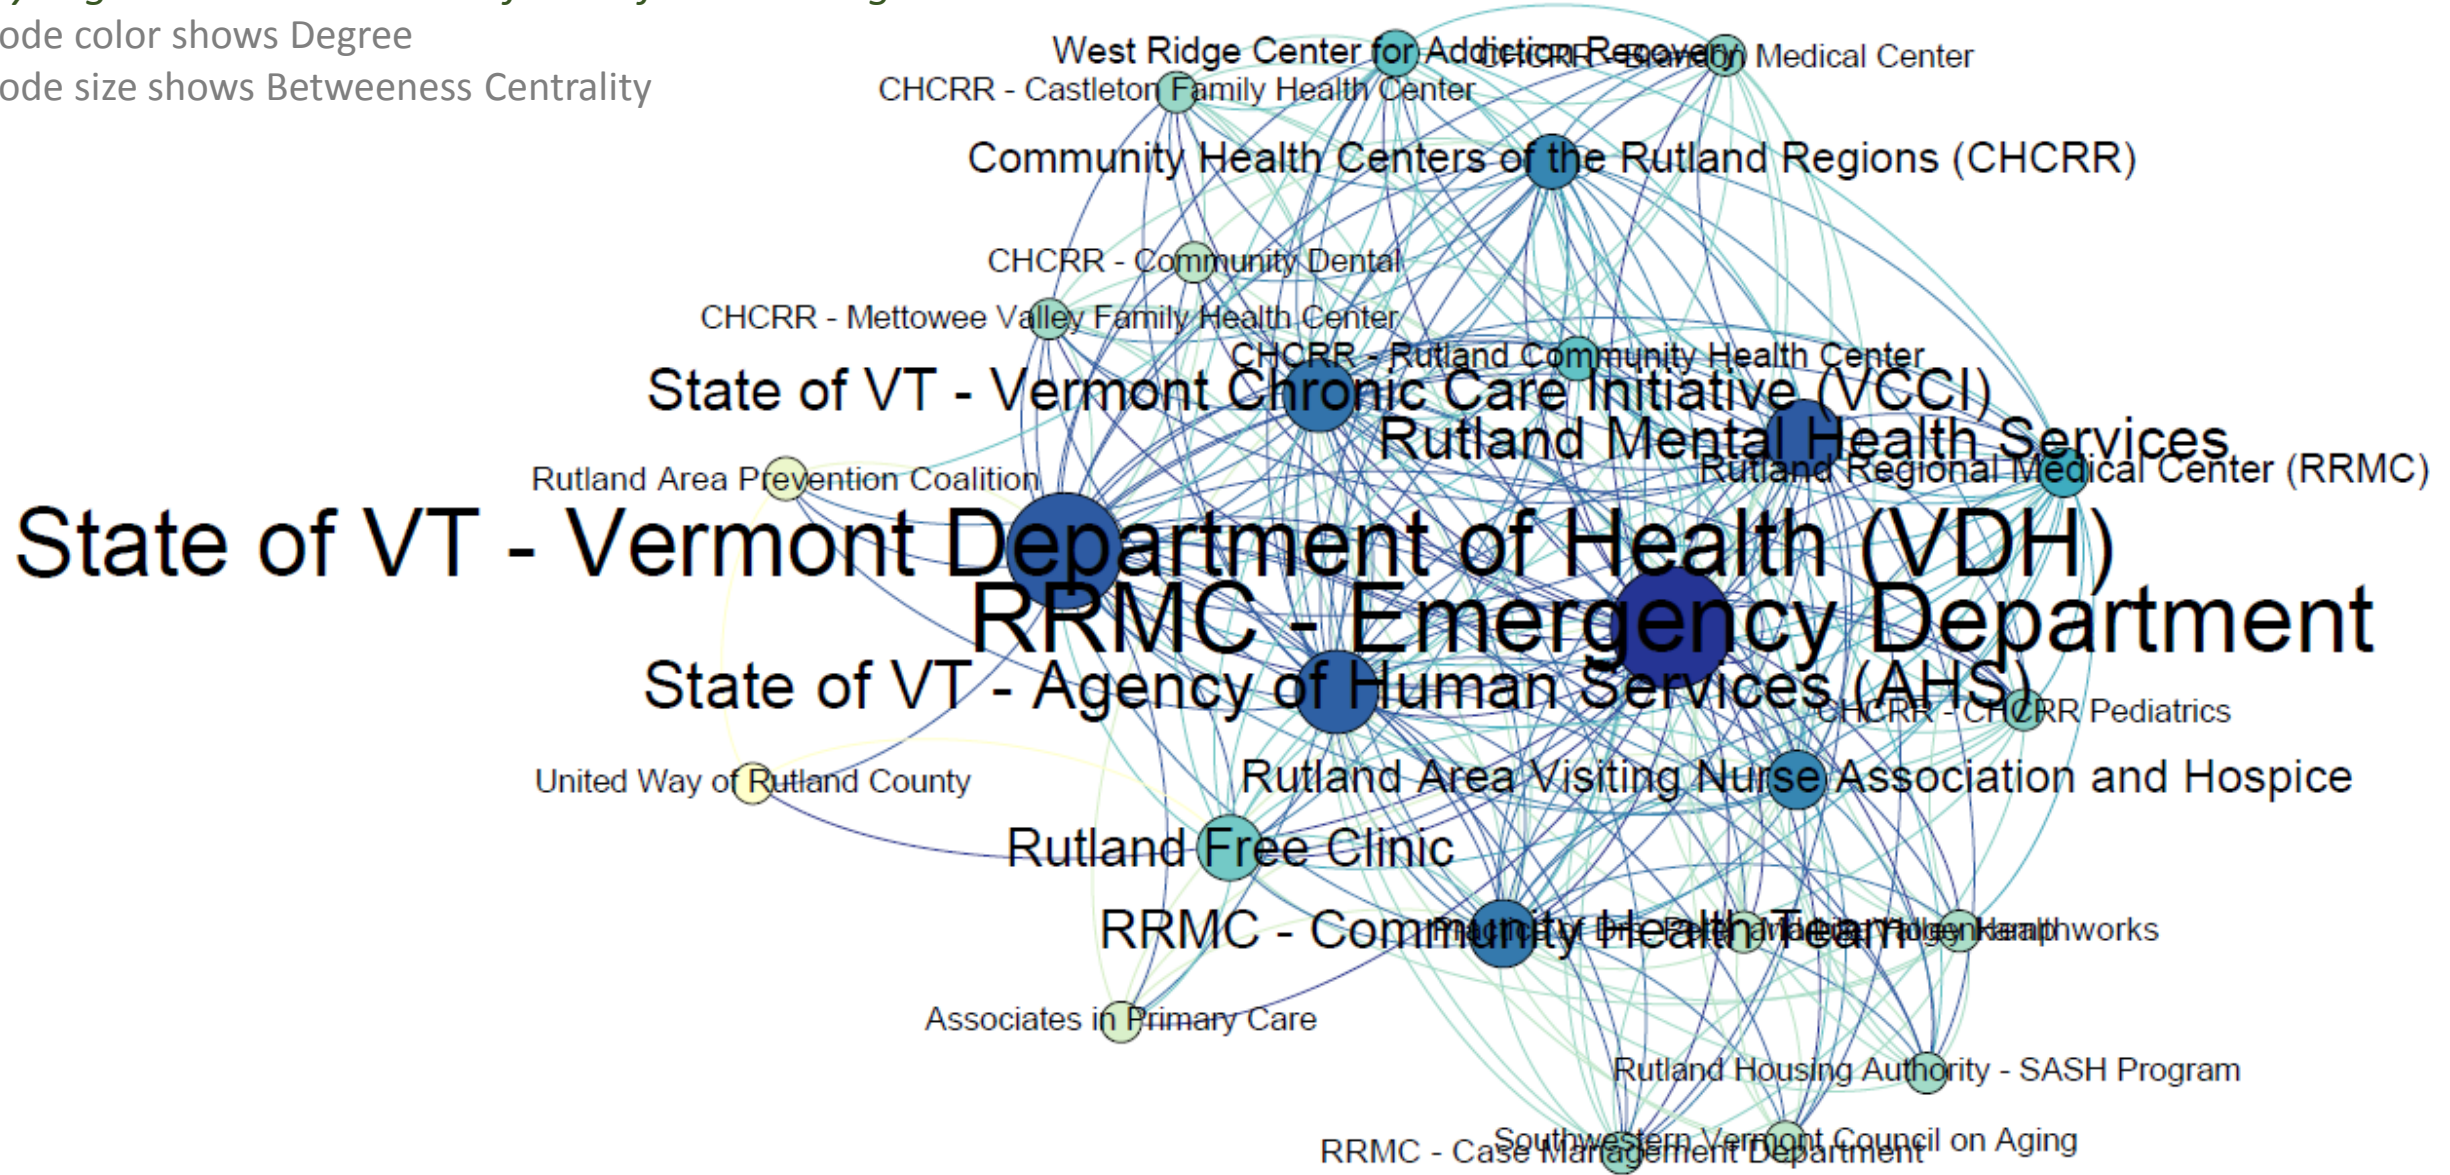 ode color shows Degree
ode size shows Betweeness Centrality
West Ridge Center for Addiction Recovery
CHCRR - Brandon Medical Center
CHCRR - Castleton Family Health Center
Community Health Centers of the Rutland Regions (CHCRR)
CHCRR - Community Dental
CHCRR - Mettowee Valley Family Health Center
CHCRR - Rutland Community Health Center
State of VT - Vermont Chronic Care Initiative (VCCI)
Rutland Mental Health Services
Rutland Regional Medical Center (RRMC)
Rutland Area Prevention Coalition
State of VT - Vermont Department of Health (VDH)
RRMC - Emergency Department
State of VT - Agency of Human Services (AHS)
CHCRR - CHCRR Pediatrics
Rutland Area Visiting Nurse Association and Hospice
United Way of Rutland County
Rutland Free Clinic
RRMC - Community Health Team
Associates in Primary Care
Rutland Housing Authority - SASH Program
Southwestern Vermont Council on Aging
RRMC - Case Management Department